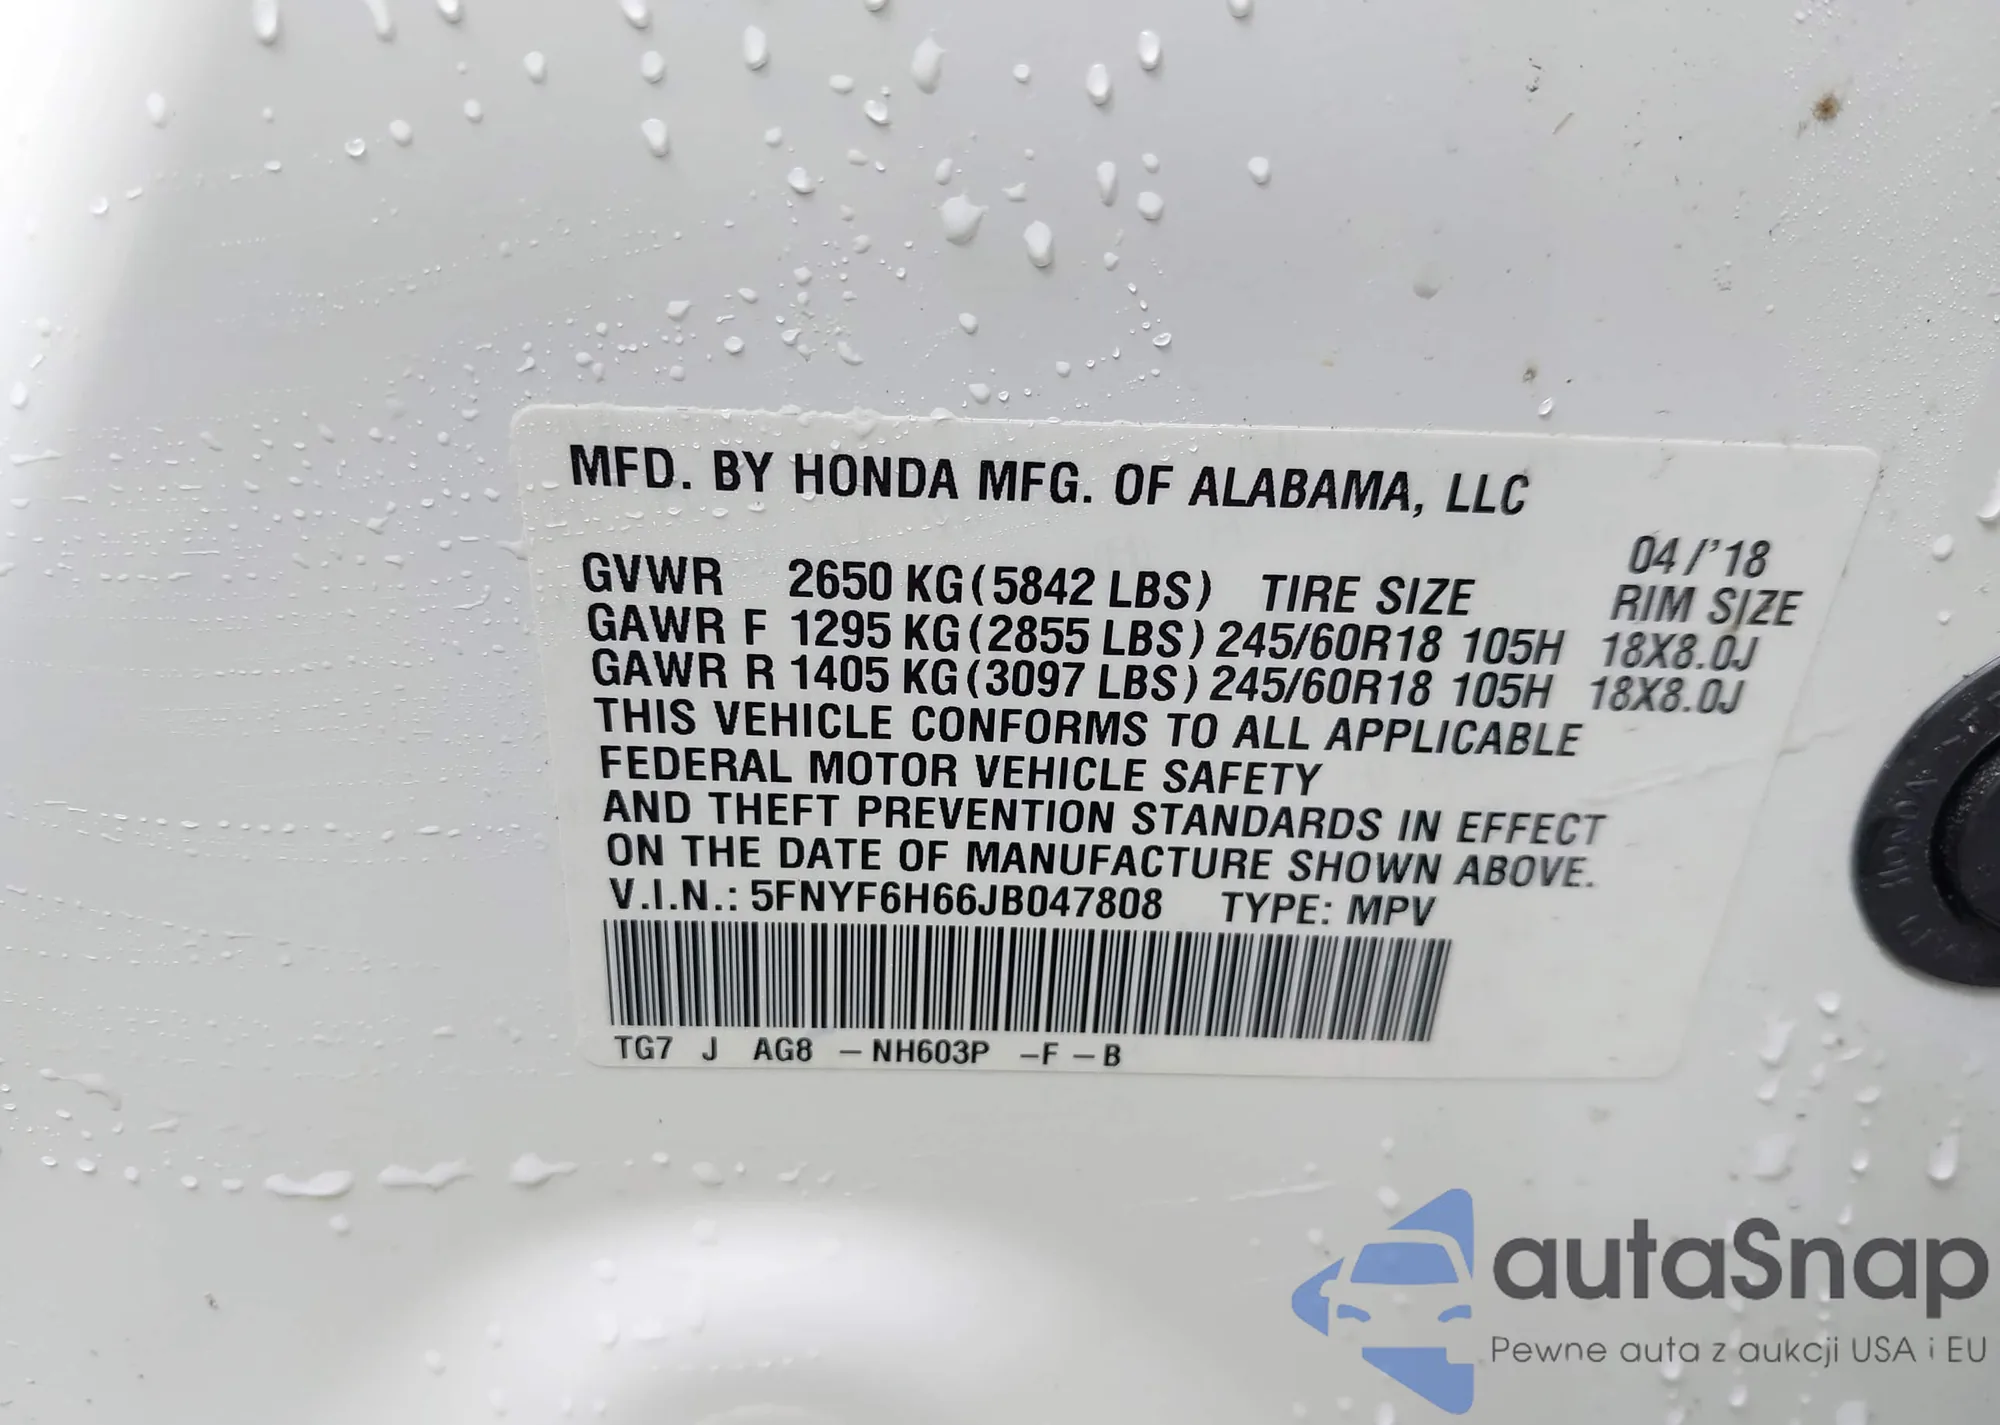 MFD. BY HONDA MFG. OF ALABAMA, LLC
04/'18
GVWR 2650 KG (5842 LBS) TIRE SIZE RIM SIZE
GAWR F 1295 KG (2855 LBS) 245/60R18 105H 18X8.0J
GAWR R 1405 KG (3097 LBS) 245/60R18 105H 18X8.0J
THIS VEHICLE CONFORMS TO ALL APPLICABLE
FEDERAL MOTOR VEHICLE SAFETY
AND THEFT PREVENTION STANDARDS IN EFFECT
ON THE DATE OF MANUFACTURE SHOWN ABOVE.
V.I.N.: 5FNYF6H66JB047808 TYPE: MPV
TG7 J AG8 –NH603P –F –B
HONDA
autaSnap
Pewne auta z aukcji USA i EU